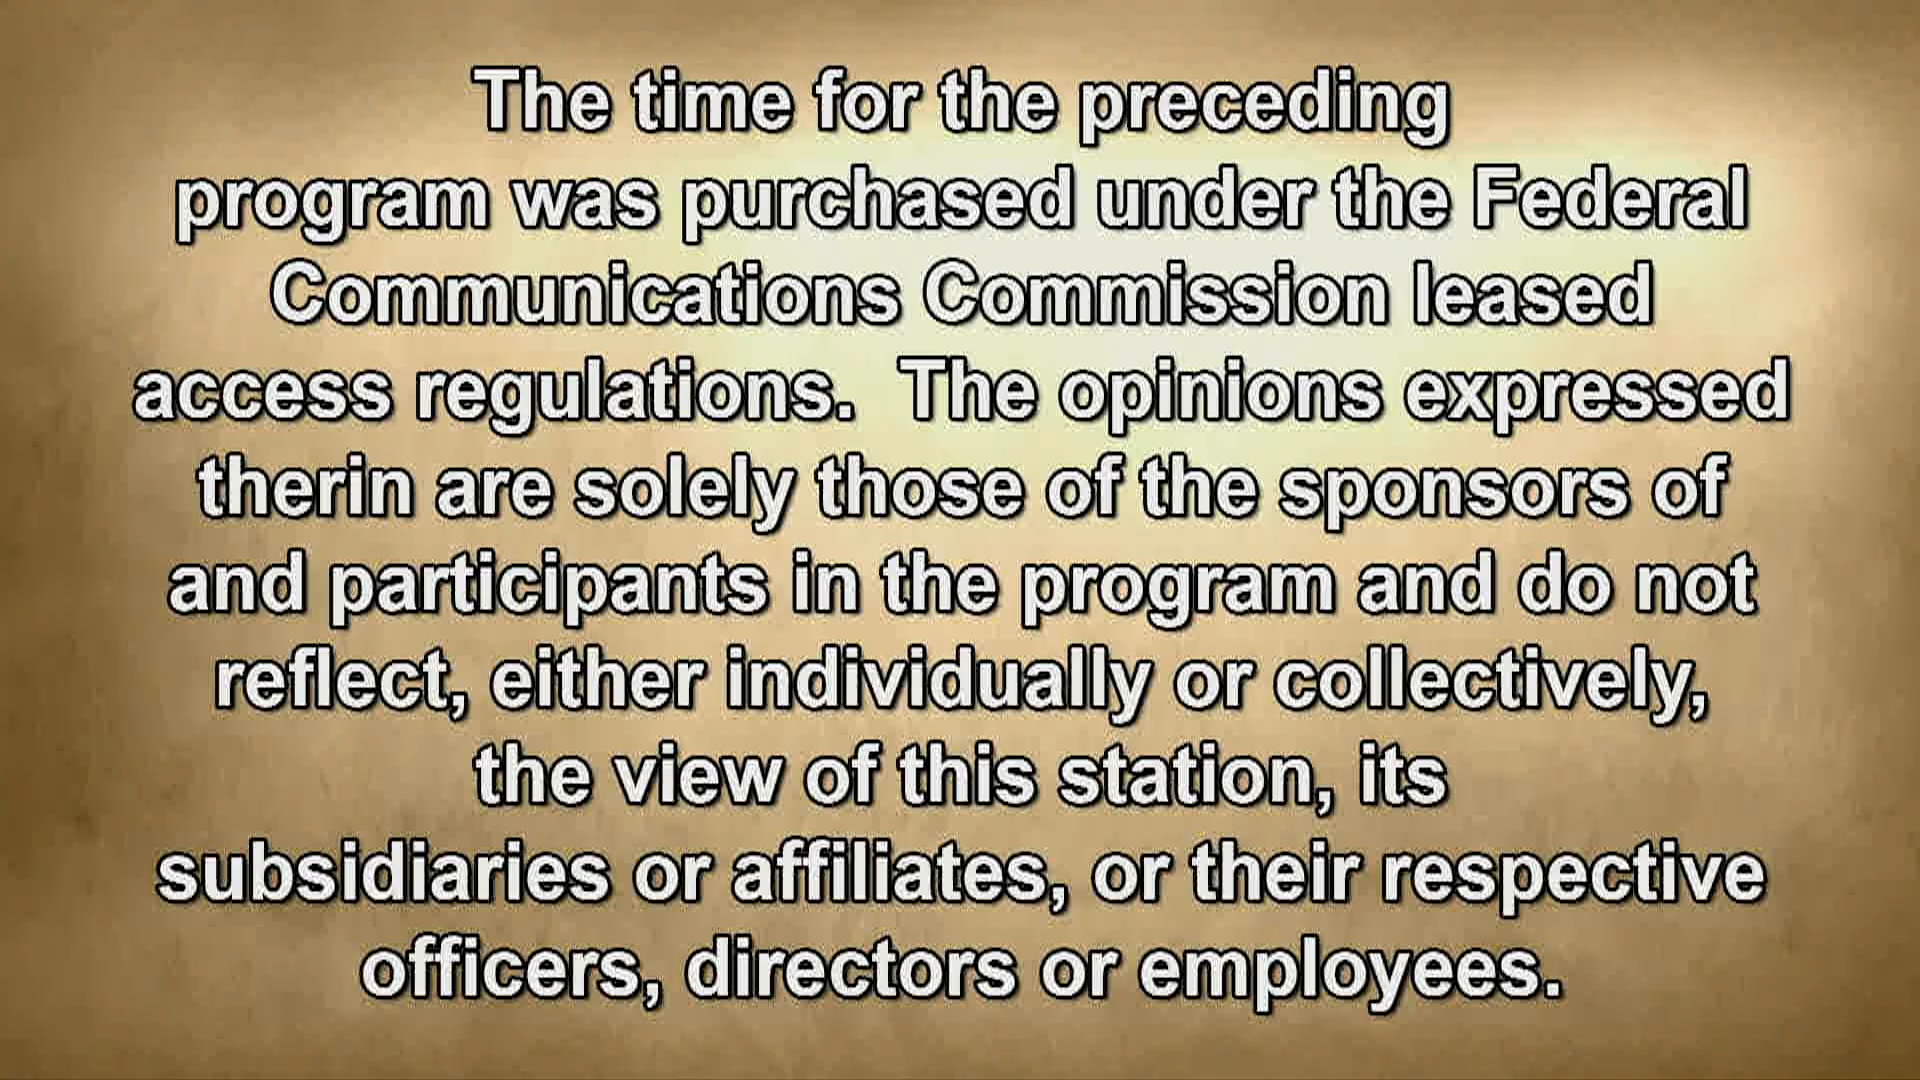 The time for the preceding
program was purchased under the Federal
Communications Commission leased
access regulations.  The opinions expressed
therin are solely those of the sponsors of
and participants in the program and do not
reflect, either individually or collectively,
the view of this station, its
subsidiaries or affiliates, or their respective
officers, directors or employees.